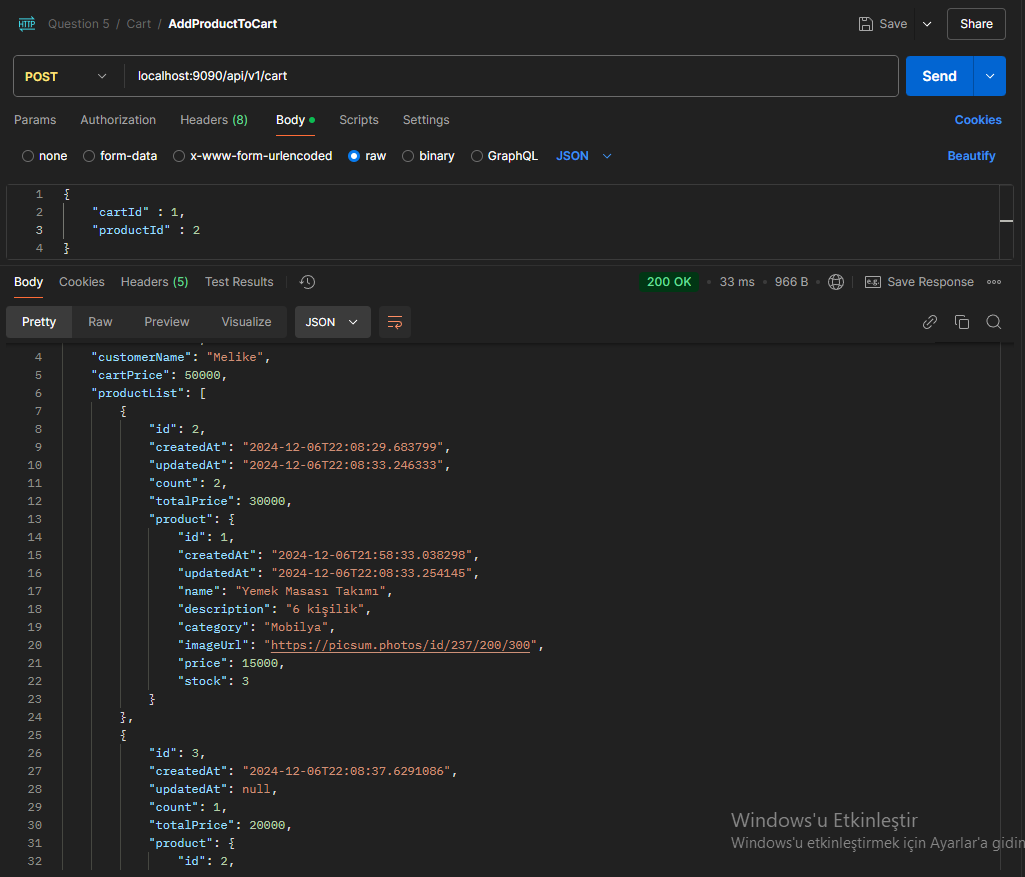 HTTP Question 5 / Cart / AddProductToCart Save Share
POST localhost:9090/api/v1/cart Send
Params Authorization Headers (8) Body Scripts Settings Cookies
none form-data x-www-form-urlencoded raw binary GraphQL JSON Beautify
1 {
2 "cartId" : 1,
3 "productId" : 2
4 }
Body Cookies Headers (5) Test Results 200 OK 33 ms 966 B e.g. Save Response
Pretty Raw Preview Visualize JSON
4 "customerName": "Melike",
5 "cartPrice": 50000,
6 "productList": [
7 {
8 "id": 2,
9 "createdAt": "2024-12-06T22:08:29.683799",
10 "updatedAt": "2024-12-06T22:08:33.246333",
11 "count": 2,
12 "totalPrice": 30000,
13 "product": {
14 "id": 1,
15 "createdAt": "2024-12-06T21:58:33.038298",
16 "updatedAt": "2024-12-06T22:08:33.254145",
17 "name": "Yemek Masası Takımı",
18 "description": "6 kişilik",
19 "category": "Mobilya",
20 "imageUrl": "https://picsum.photos/id/237/200/300",
21 "price": 15000,
22 "stock": 3
23 }
24 },
25 {
26 "id": 3,
27 "createdAt": "2024-12-06T22:08:37.6291086",
28 "updatedAt": null,
29 "count": 1,
30 "totalPrice": 20000,
31 "product": {
32 "id": 2,
Windows'u Etkinleştir
Windows'u etkinleştirmek için Ayarlar'a gidin